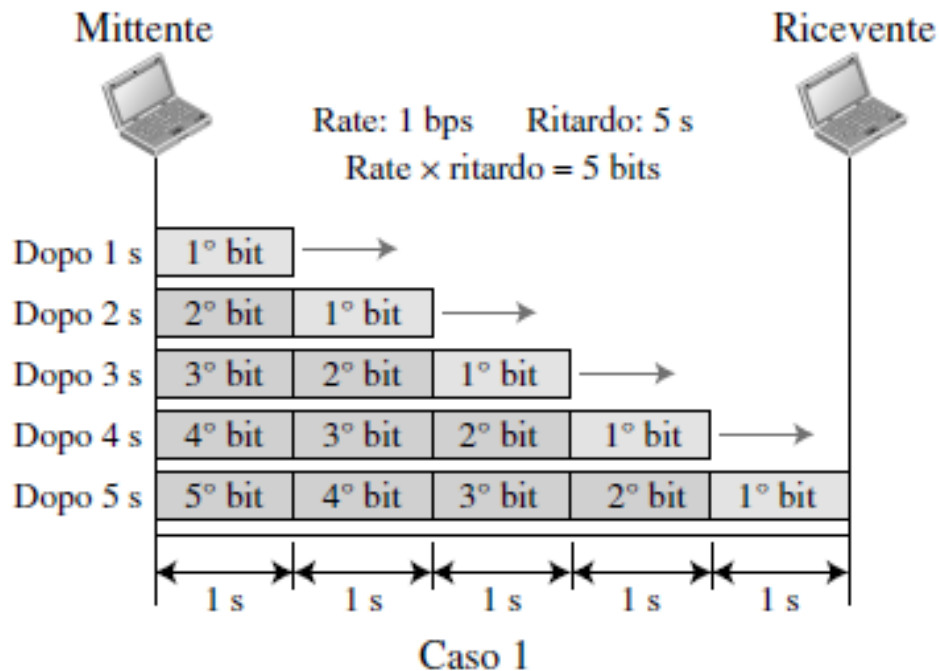 Mittente
Ricevente
Rate: 1 bps Ritardo: 5 s
Rate × ritardo = 5 bits
Dopo 1 s 1° bit
Dopo 2 s 2° bit 1° bit
Dopo 3 s 3° bit 2° bit 1° bit
Dopo 4 s 4° bit 3° bit 2° bit 1° bit
Dopo 5 s 5° bit 4° bit 3° bit 2° bit 1° bit
1 s 1 s 1 s 1 s 1 s
Caso 1